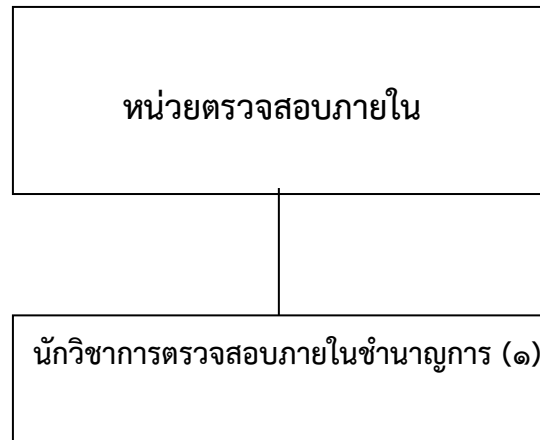 หน่วยตรวจสอบภายใน
นักวิชาการตรวจสอบภายในชำนาญการ (๑)